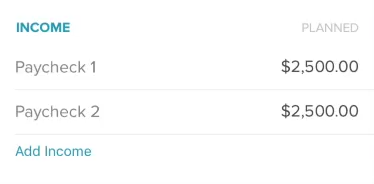 INCOME PLANNED
Paycheck 1 $2,500.00
Paycheck 2 $2,500.00
Add Income